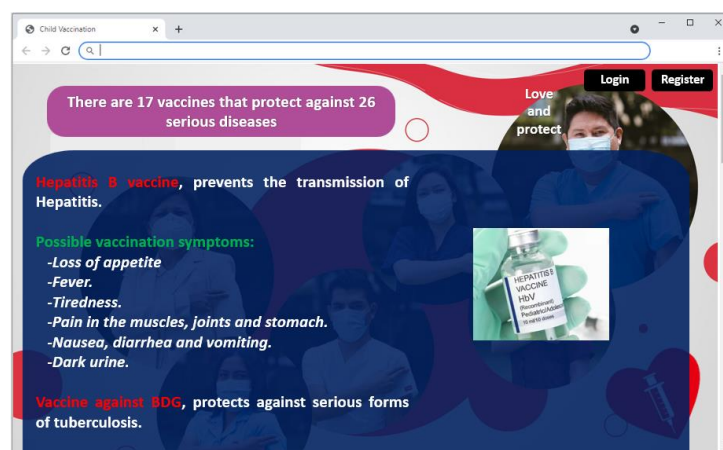 Child Vaccination
Login
Register
Love
and
protect
There are 17 vaccines that protect against 26
serious diseases
Hepatitis B vaccine, prevents the transmission of
Hepatitis.
Possible vaccination symptoms:
-Loss of appetite
-Fever.
-Tiredness.
-Pain in the muscles, joints and stomach.
-Nausea, diarrhea and vomiting.
-Dark urine.
HEPATITIS B
VACCINE
HbV
(Recombinant)
Pediatric/Adolescent
Vaccine against BDG, protects against serious forms
of tuberculosis.